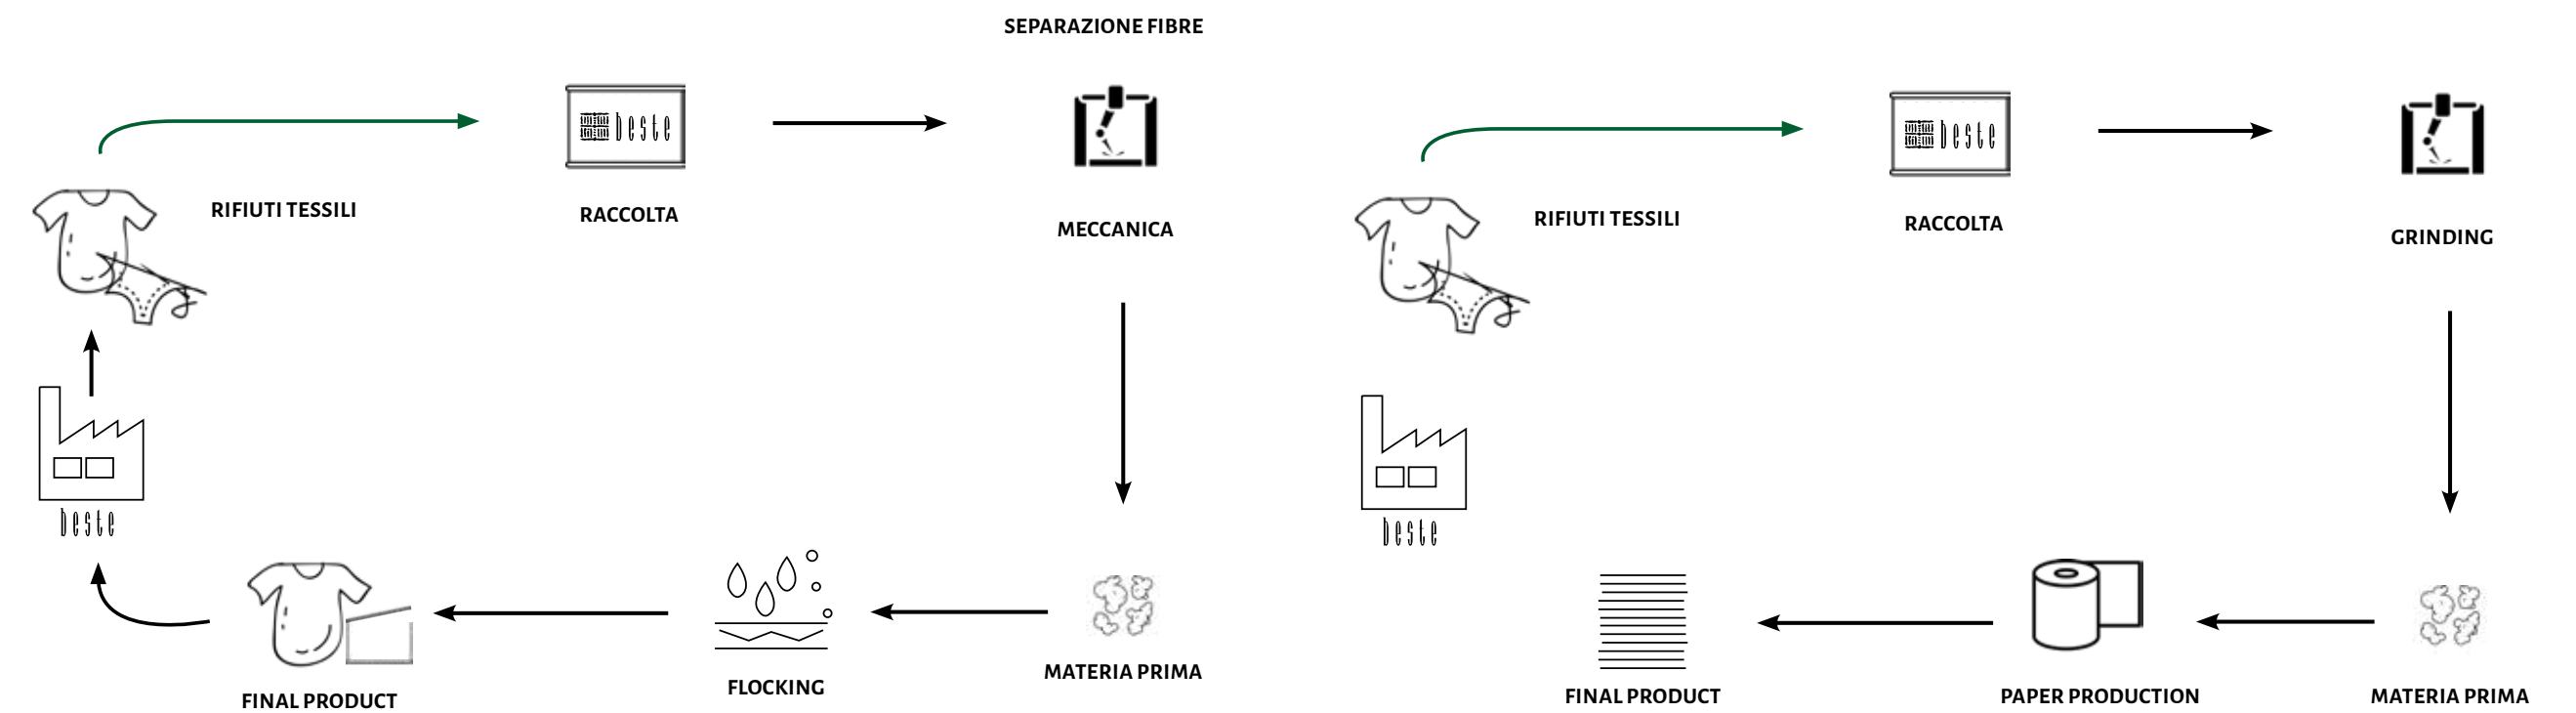 SEPARAZIONE FIBRE
beste
RIFIUTI TESSILI
RACCOLTA
MECCANICA
beste
FINAL PRODUCT
FLOCKING
MATERIA PRIMA
beste
RIFIUTI TESSILI
RACCOLTA
GRINDING
beste
FINAL PRODUCT
PAPER PRODUCTION
MATERIA PRIMA